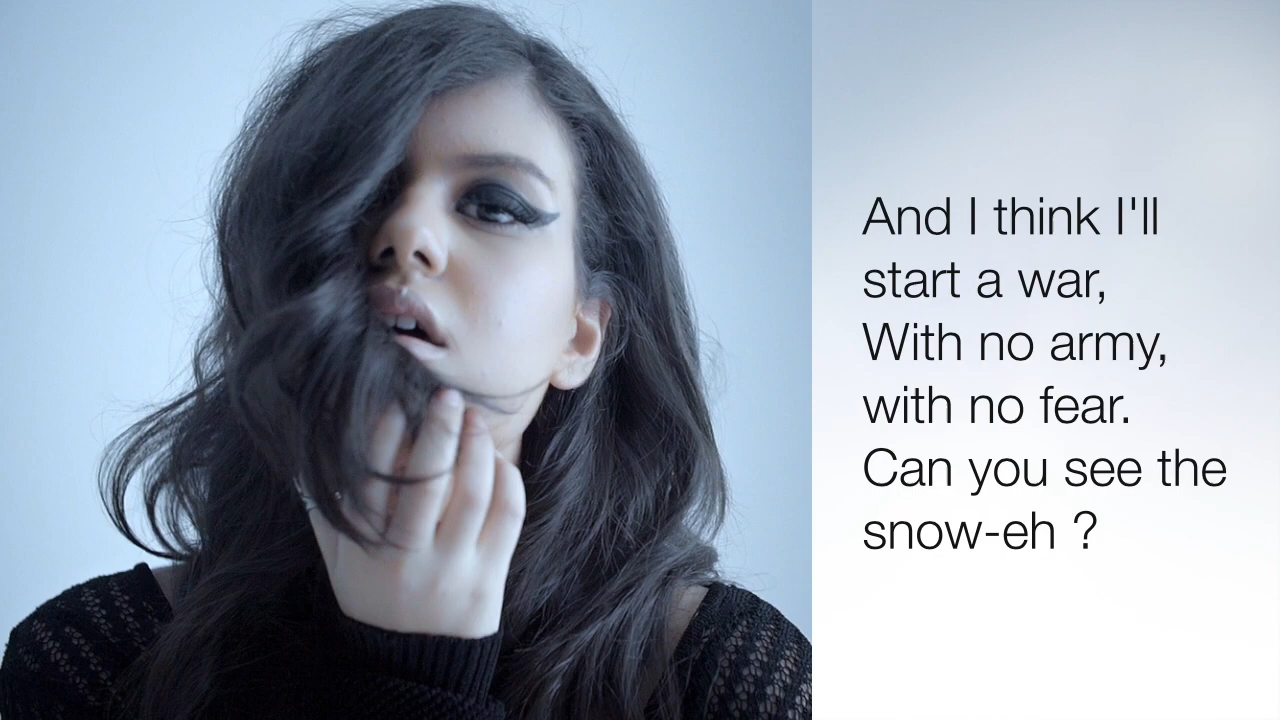 And I think I'll
start a war,
With no army,
with no fear.
Can you see the
snow-eh ?